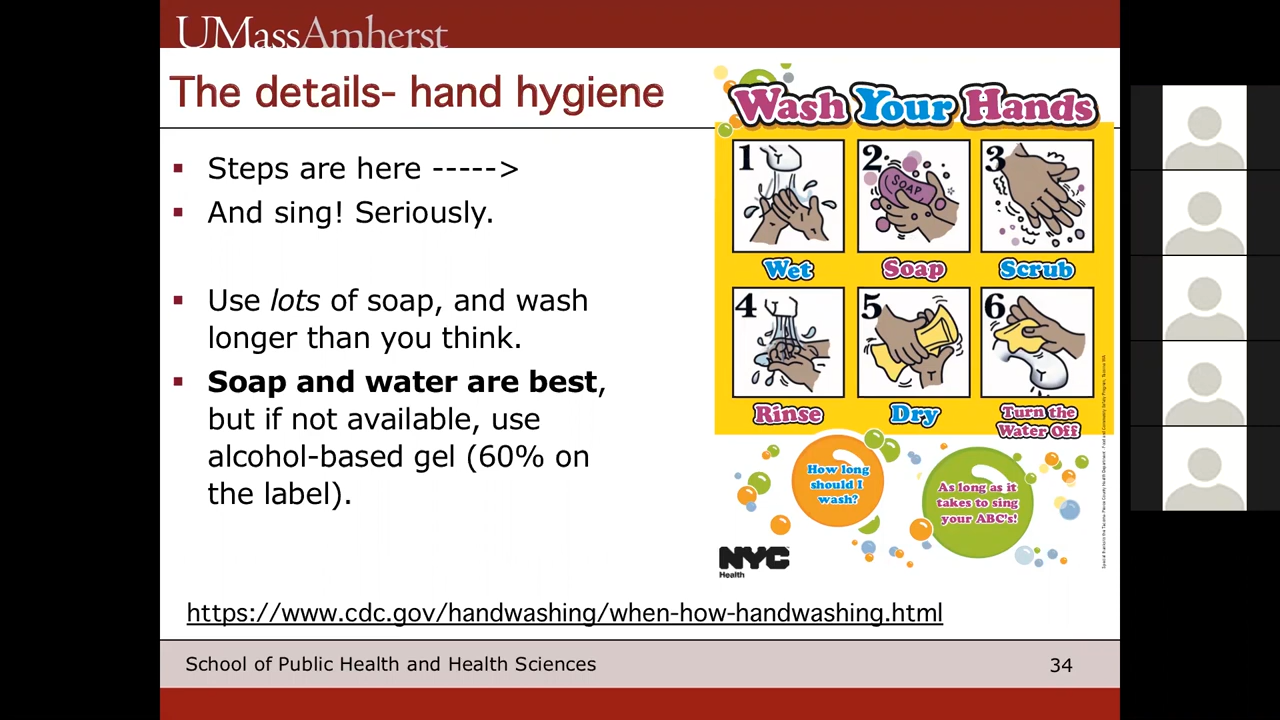 UMassAmherst
The details- hand hygiene
Steps are here ----->
And sing! Seriously.
Use lots of soap, and wash
longer than you think.
Soap and water are best,
but if not available, use
alcohol-based gel (60% on
the label).
Wash Your Hands
1
2
SOAP
3
Wet
Soap
Scrub
4
5
6
Rinse
Dry
Turn the
Water Off
How long
should I
wash?
As long as it
takes to sing
your ABC's!
NYC
Health
https://www.cdc.gov/handwashing/when-how-handwashing.html
School of Public Health and Health Sciences
34